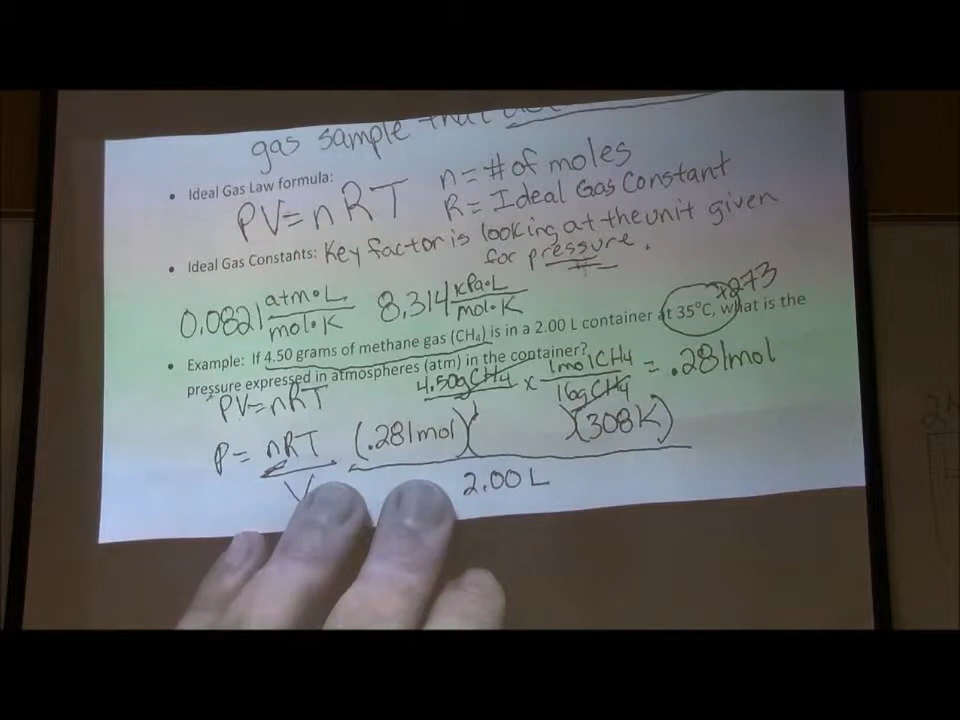 gas sample that
• Ideal Gas Law formula:
PV=nRT
n=#of moles
R= Ideal Gas Constant
• Ideal Gas Constants: Key factor is looking at the unit given
for pressure.
0.0821 atm·L/mol·K 8.314 kPa·L/mol·K
+273
• Example: If 4.50 grams of methane gas (CH₄) is in a 2.00 L container at 35°C, what is the
pressure expressed in atmospheres (atm) in the container?
4.50g CH₄ x 1mol CH₄/16g CH₄ = .281mol
PV=nRT
P= nRT/V (.281mol)( )(308K)/2.00 L